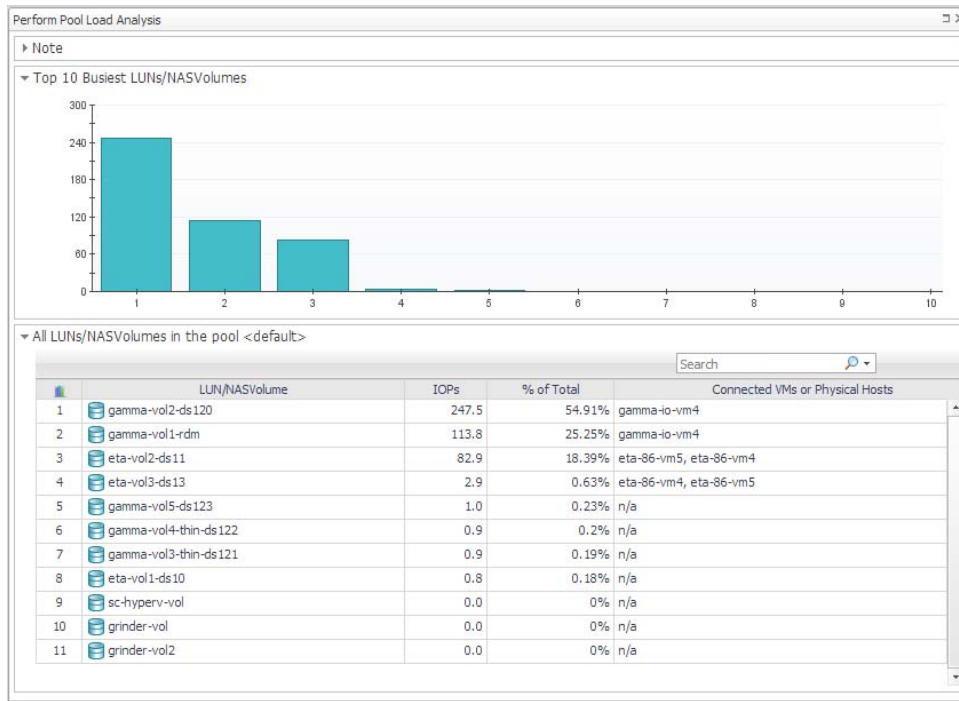 Perform Pool Load Analysis
Note
Top 10 Busiest LUNs/NASVolumes
300
240
180
120
60
0
1 2 3 4 5 6 7 8 9 10
All LUNs/NASVolumes in the pool <default>
Search
LUN/NASVolume IOPs % of Total Connected VMs or Physical Hosts
1 gamma-vol2-ds120 247.5 54.91% gamma-io-vm4
2 gamma-vol1-rdm 113.8 25.25% gamma-io-vm4
3 eta-vol2-ds11 82.9 18.39% eta-86-vm5, eta-86-vm4
4 eta-vol3-ds13 2.9 0.63% eta-86-vm4, eta-86-vm5
5 gamma-vol5-ds123 1.0 0.23% n/a
6 gamma-vol4-thin-ds122 0.9 0.2% n/a
7 gamma-vol3-thin-ds121 0.9 0.19% n/a
8 eta-vol1-ds10 0.8 0.18% n/a
9 sc-hyperv-vol 0.0 0% n/a
10 grinder-vol 0.0 0% n/a
11 grinder-vol2 0.0 0% n/a